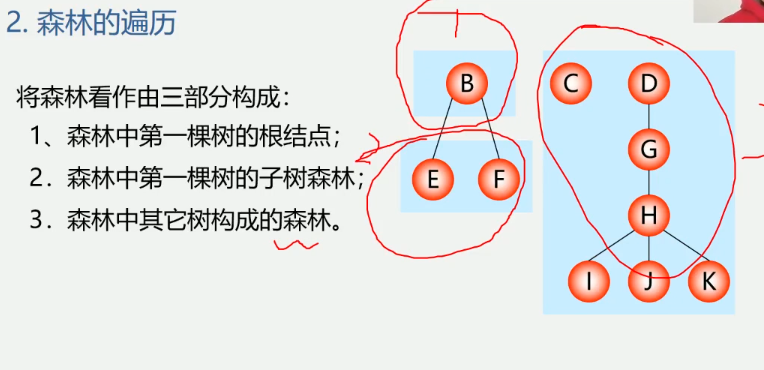 2. 森林的遍历
将森林看作由三部分构成：
1、森林中第一棵树的根结点；
2．森林中第一棵树的子树森林；
3．森林中其它树构成的森林。
B
C
D
G
E
F
H
I
J
K